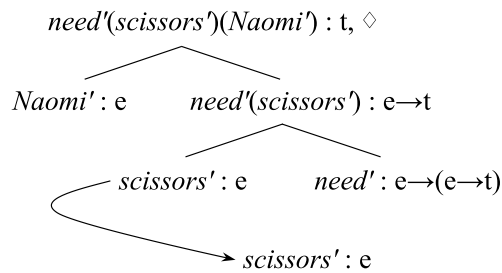 need′(scissors′)(Naomi′) : t, ♢
Naomi′ : e need′(scissors′) : e→t
scissors′ : e need′ : e→(e→t)
scissors′ : e